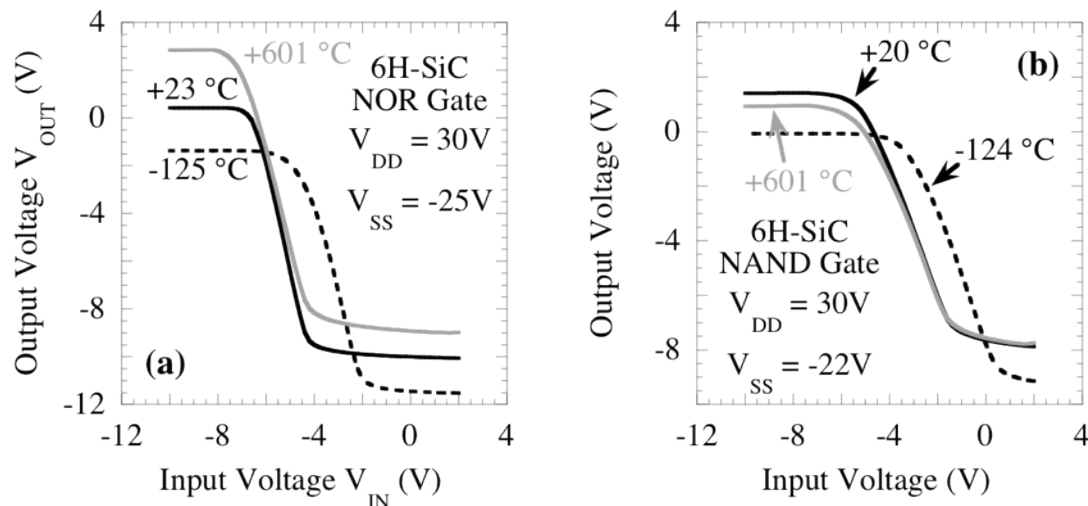 4
0
-4
-8
-12
-12 -8 -4 0 4
Output Voltage V_OUT (V)
Input Voltage V_IN (V)
+601 °C
+23 °C
-125 °C
6H-SiC
NOR Gate
V_DD = 30V
V_SS = -25V
(a)
4
0
-4
-8
-12 -8 -4 0 4
Output Voltage (V)
Input Voltage (V)
+20 °C
(b)
-124 °C
+601 °C
6H-SiC
NAND Gate
V_DD = 30V
V_SS = -22V